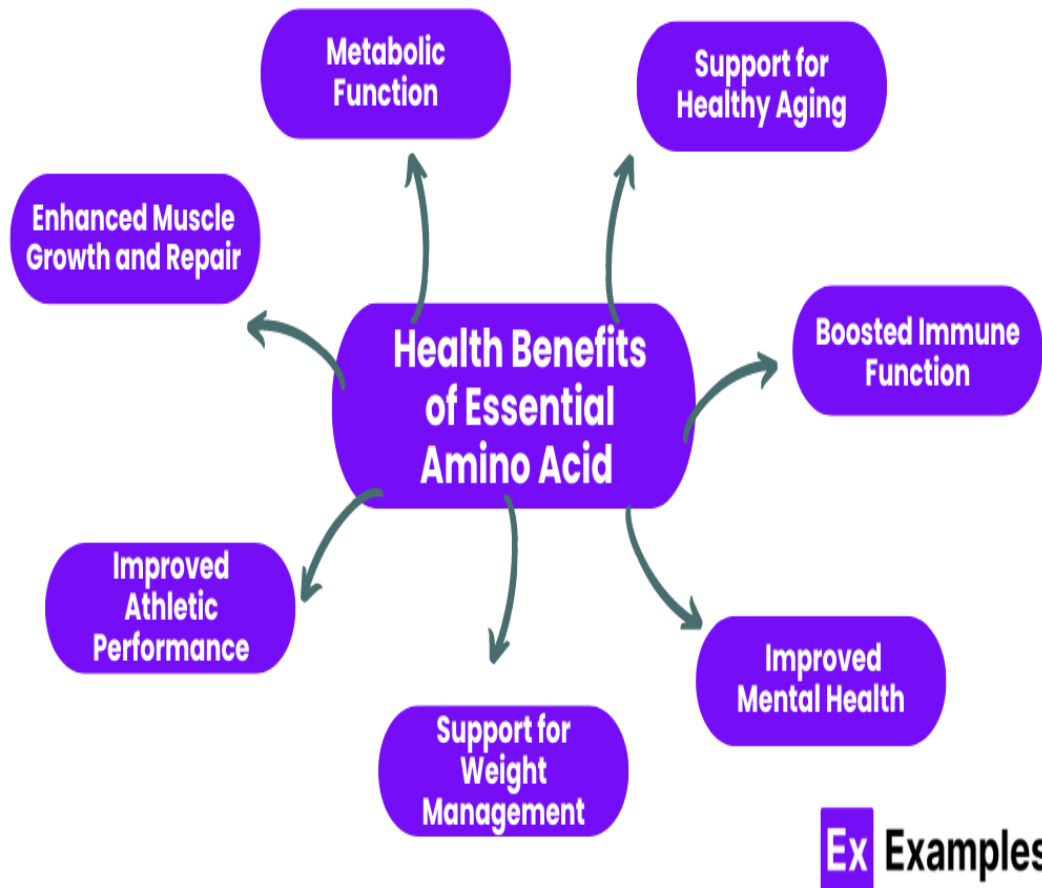 Metabolic
Function
Support for
Healthy Aging
Enhanced Muscle
Growth and Repair
Health Benefits
of Essential
Amino Acid
Boosted Immune
Function
Improved
Athletic
Performance
Improved
Mental Health
Support for
Weight
Management
Ex Examples